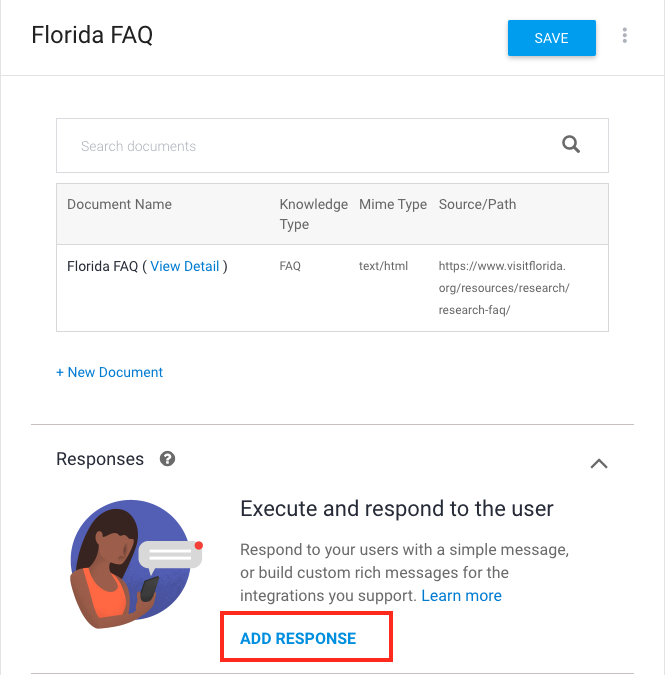 Florida FAQ
SAVE
Search documents
Document Name
Knowledge
Type
Mime Type
Source/Path
Florida FAQ ( View Detail )
FAQ
text/html
https://www.visitflorida.
org/resources/research/
research-faq/
+ New Document
Responses
Execute and respond to the user
Respond to your users with a simple message,
or build custom rich messages for the
integrations you support. Learn more
ADD RESPONSE